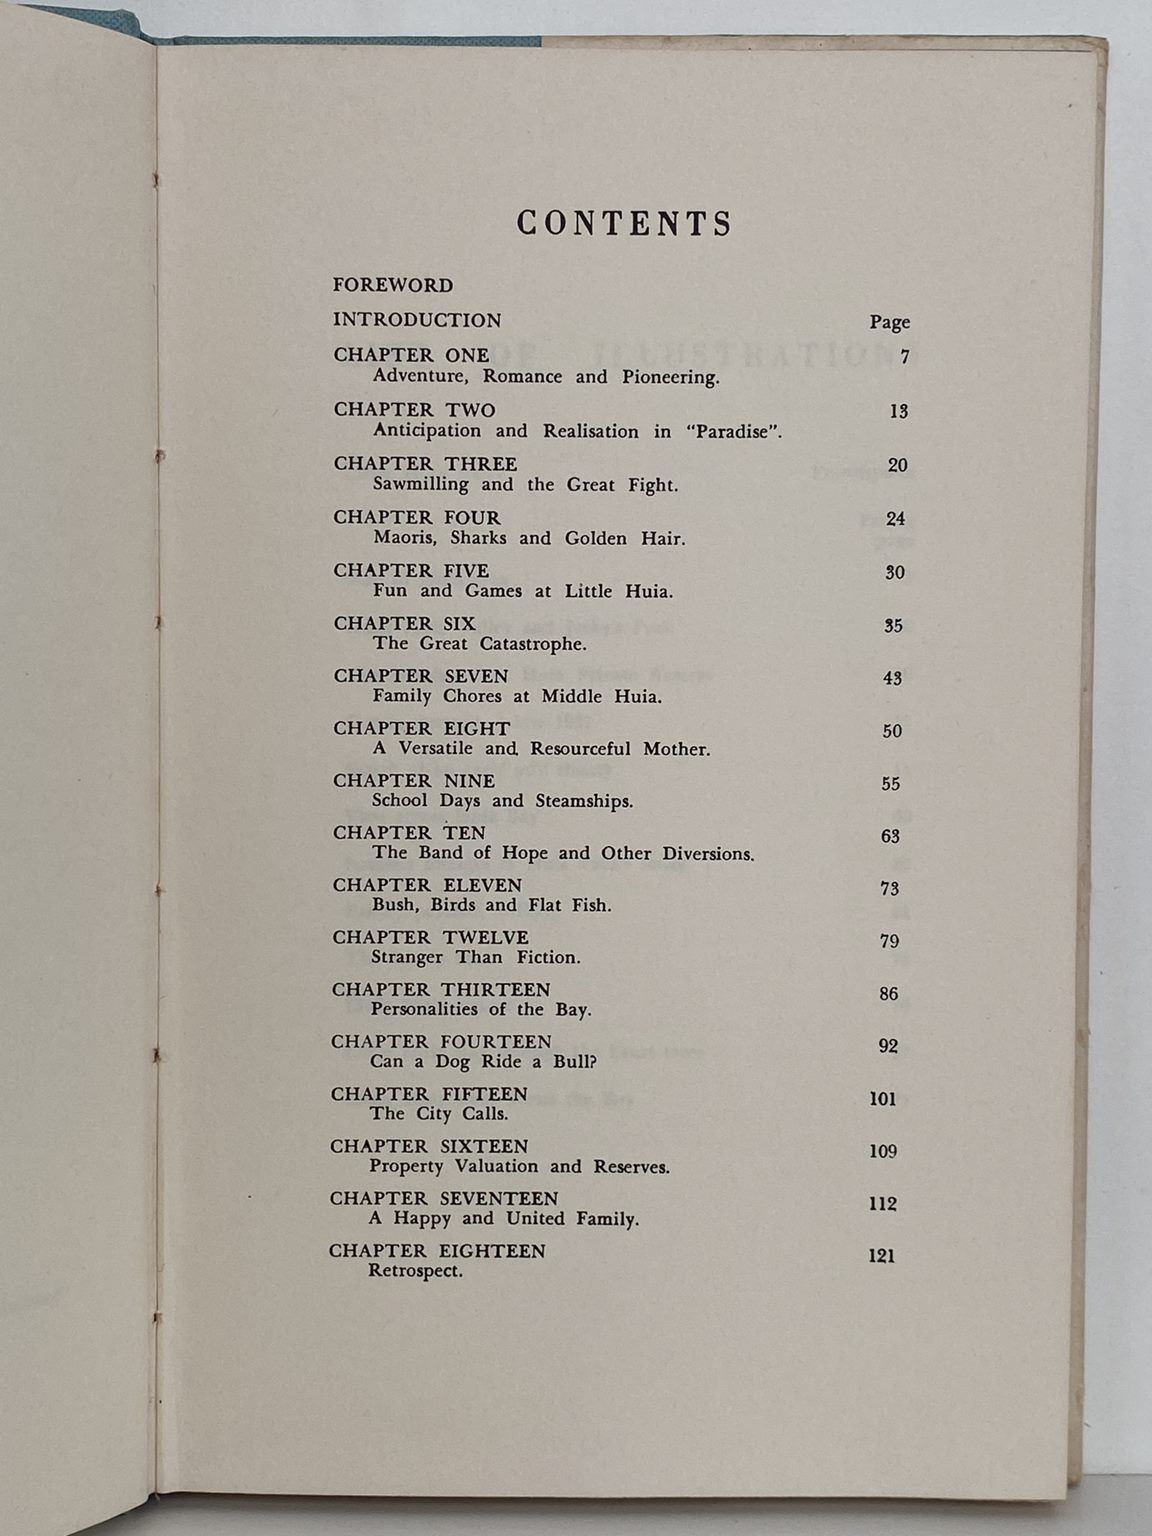 CONTENTS
FOREWORD
INTRODUCTION Page
CHAPTER ONE 7
Adventure, Romance and Pioneering.
CHAPTER TWO 13
Anticipation and Realisation in “Paradise”.
CHAPTER THREE 20
Sawmilling and the Great Fight.
CHAPTER FOUR 24
Maoris, Sharks and Golden Hair.
CHAPTER FIVE 30
Fun and Games at Little Huia.
CHAPTER SIX 35
The Great Catastrophe.
CHAPTER SEVEN 43
Family Chores at Middle Huia.
CHAPTER EIGHT 50
A Versatile and Resourceful Mother.
CHAPTER NINE 55
School Days and Steamships.
CHAPTER TEN 63
The Band of Hope and Other Diversions.
CHAPTER ELEVEN 73
Bush, Birds and Flat Fish.
CHAPTER TWELVE 79
Stranger Than Fiction.
CHAPTER THIRTEEN 86
Personalities of the Bay.
CHAPTER FOURTEEN 92
Can a Dog Ride a Bull?
CHAPTER FIFTEEN 101
The City Calls.
CHAPTER SIXTEEN 109
Property Valuation and Reserves.
CHAPTER SEVENTEEN 112
A Happy and United Family.
CHAPTER EIGHTEEN 121
Retrospect.